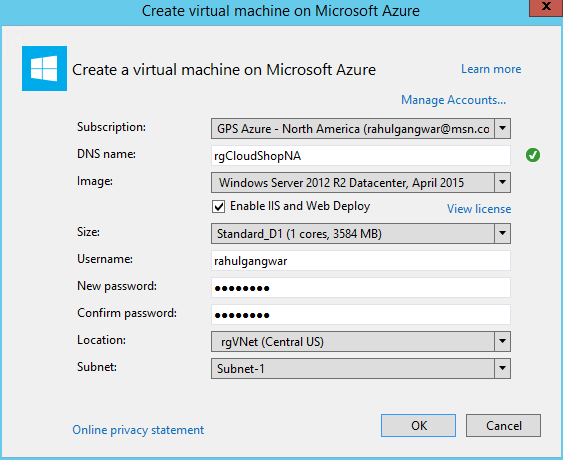 Create virtual machine on Microsoft Azure
x
Create a virtual machine on Microsoft Azure
Learn more
Manage Accounts...
Subscription: GPS Azure - North America (rahulgangwar@msn.co
DNS name: rgCloudShopNA
Image: Windows Server 2012 R2 Datacenter, April 2015
Enable IIS and Web Deploy View license
Size: Standard_D1 (1 cores, 3584 MB)
Username: rahulgangwar
New password: ●●●●●●●●
Confirm password: ●●●●●●●●
Location: rgVNet (Central US)
Subnet: Subnet-1
Online privacy statement OK Cancel